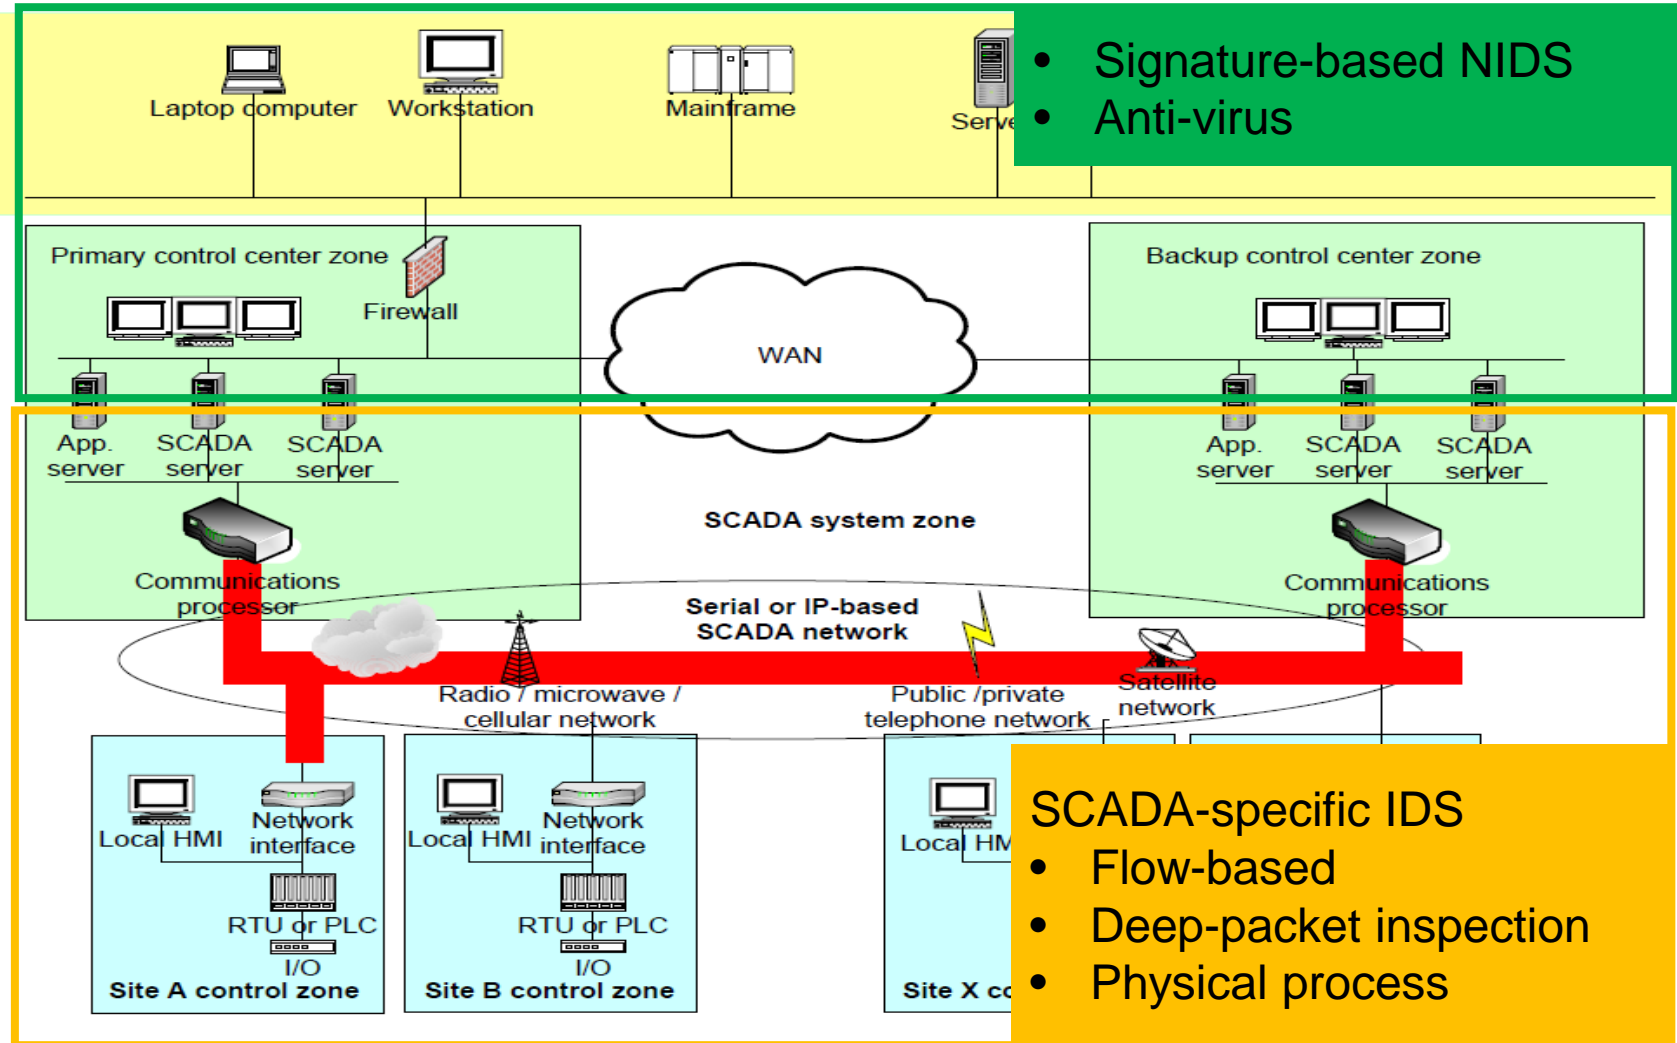 • Signature-based NIDS
• Anti-virus
Laptop computer
Workstation
Mainframe
Primary control center zone
Firewall
WAN
Backup control center zone
App.
server
SCADA
server
SCADA
server
App.
server
SCADA
server
SCADA
server
SCADA system zone
Communications
processor
Communications
processor
Serial or IP-based
SCADA network
Radio / microwave /
cellular network
Public /private
telephone network
Satellite
network
Local HMI
Network
interface
RTU or PLC
I/O
Site A control zone
Local HMI
Network
interface
RTU or PLC
I/O
Site B control zone
Local
Site X
SCADA-specific IDS
• Flow-based
• Deep-packet inspection
• Physical process